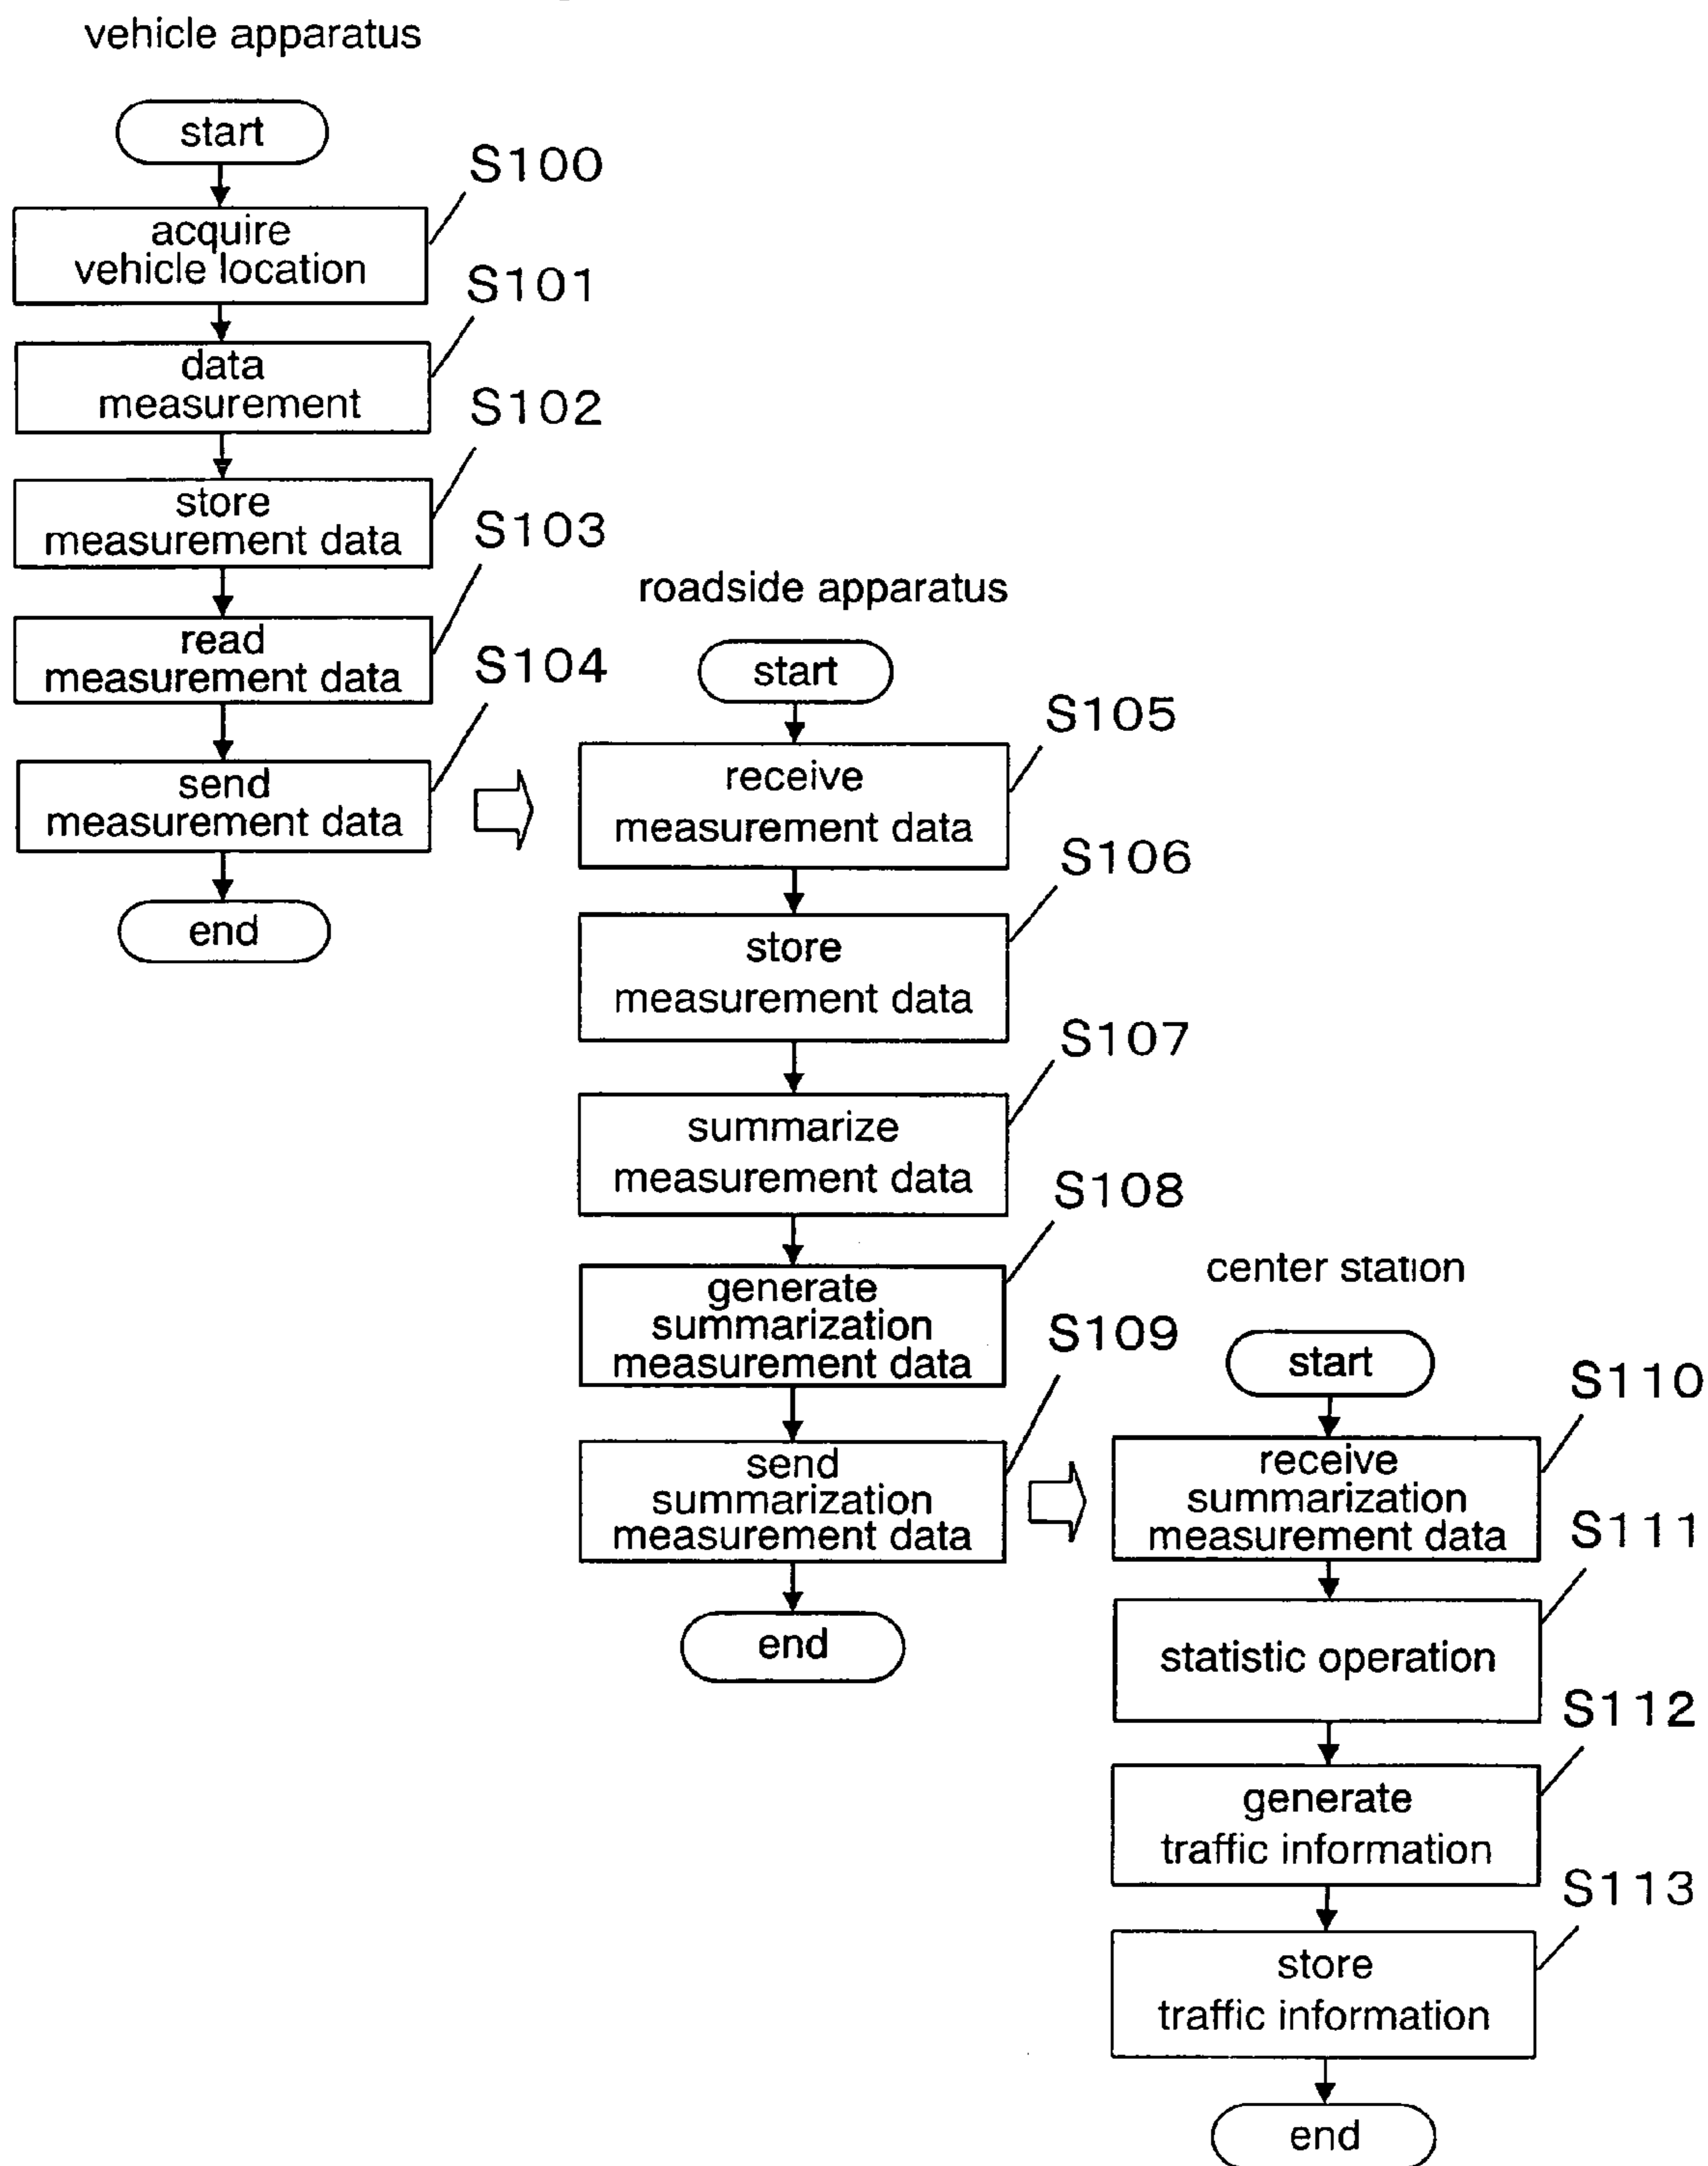 vehicle apparatus
start
S100
acquire
vehicle location
S101
data
measurement
S102
store
measurement data
S103
read
measurement data
S104
send
measurement data
end
roadside apparatus
start
S105
receive
measurement data
S106
store
measurement data
S107
summarize
measurement data
S108
generate
summarization
measurement data
S109
send
summarization
measurement data
end
center station
start
S110
receive
summarization
measurement data
S111
statistic operation
S112
generate
traffic information
S113
store
traffic information
end